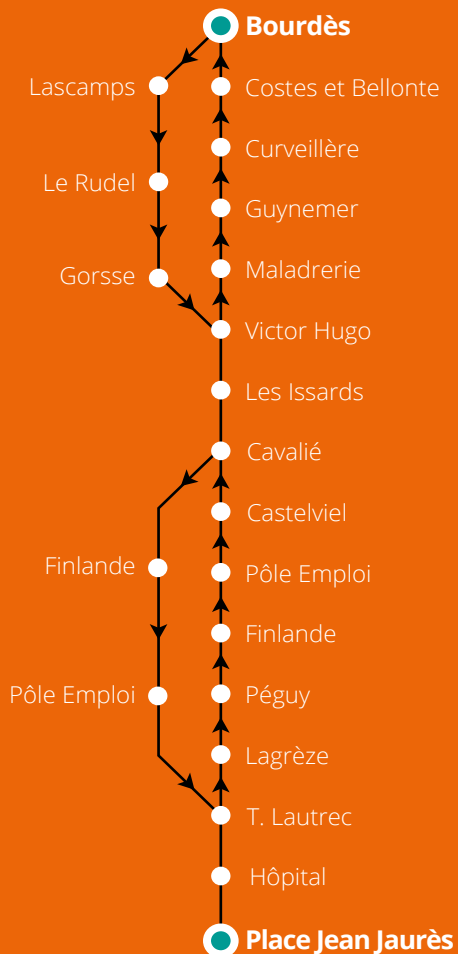 Bourdès
Lascamps
Costes et Bellonte
Curveillère
Le Rudel
Guynemer
Gorsse
Maladrerie
Victor Hugo
Les Issards
Cavalié
Castelviel
Finlande
Pôle Emploi
Finlande
Pôle Emploi
Péguy
Lagrèze
T. Lautrec
Hôpital
Place Jean Jaurès